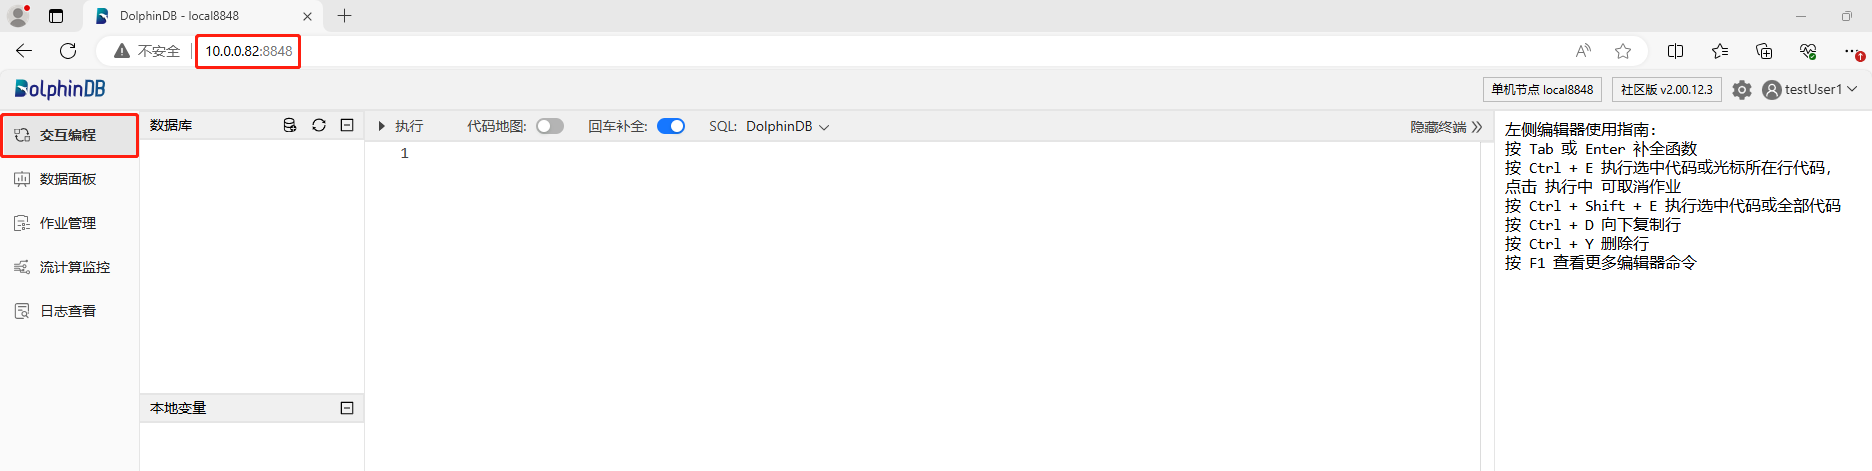 DolphinDB - local8848
不安全
10.0.0.82:8848
DolphinDB
单机节点 local8848
社区版 v2.00.12.3
testUser1
交互编程
数据面板
作业管理
流计算监控
日志查看
数据库
本地变量
执行
代码地图:
回车补全:
SQL: DolphinDB
隐藏终端
1
左侧编辑器使用指南:
按 Tab 或 Enter 补全函数
按 Ctrl + E 执行选中代码或光标所在行代码,
点击 执行中 可取消作业
按 Ctrl + Shift + E 执行选中代码或全部代码
按 Ctrl + D 向下复制行
按 Ctrl + Y 删除行
按 F1 查看更多编辑器命令